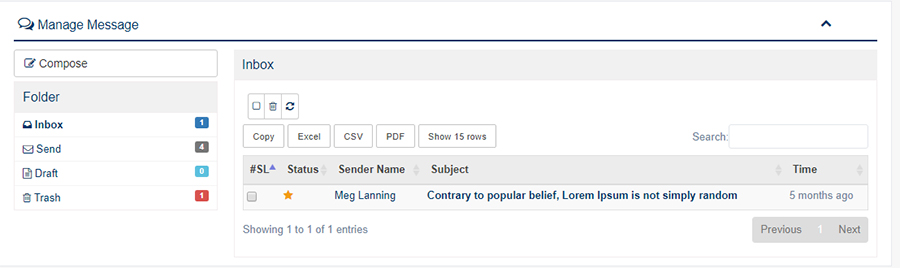 Manage Message
Compose
Folder
Inbox 1
Send 4
Draft 0
Trash 1
Inbox
Copy Excel CSV PDF Show 15 rows
Search:
#SL Status Sender Name Subject Time
Meg Lanning Contrary to popular belief, Lorem Ipsum is not simply random 5 months ago
Showing 1 to 1 of 1 entries
Previous 1 Next